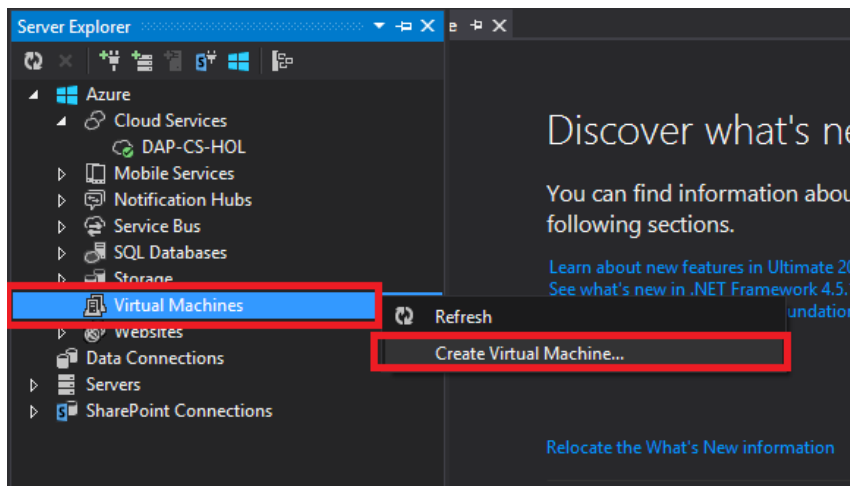 Server Explorer
e
Azure
Cloud Services
DAP-CS-HOL
Mobile Services
Notification Hubs
Service Bus
SQL Databases
Storage
Virtual Machines
Websites
Data Connections
Servers
SharePoint Connections
Refresh
Create Virtual Machine...
Discover what's ne
You can find information abou
following sections.
Learn about new features in Ultimate 20
See what's new in .NET Framework 4.5.
undation
Relocate the What's New information